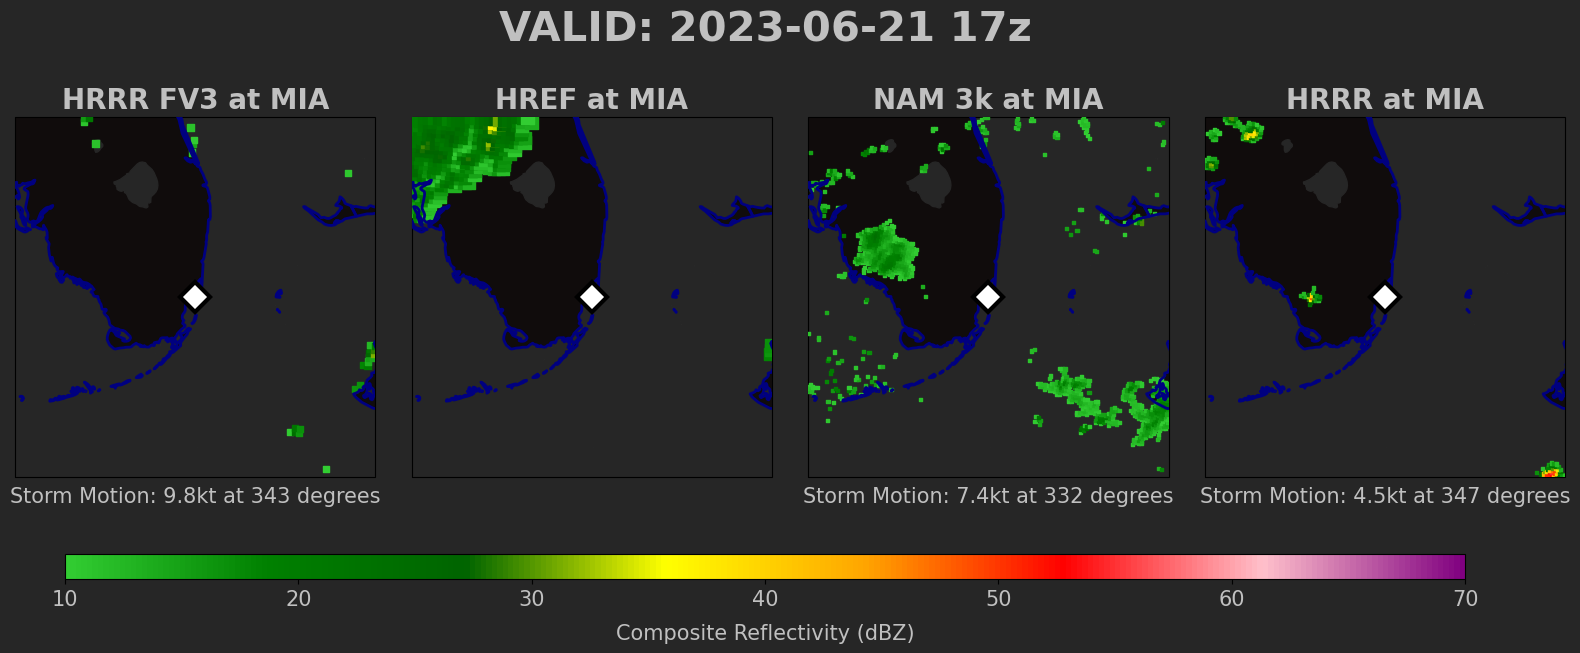 VALID: 2023-06-21 17z
HRRR FV3 at MIA
HREF at MIA
NAM 3k at MIA
HRRR at MIA
Storm Motion: 9.8kt at 343 degrees
Storm Motion: 7.4kt at 332 degrees
Storm Motion: 4.5kt at 347 degrees
10 20 30 40 50 60 70
Composite Reflectivity (dBZ)